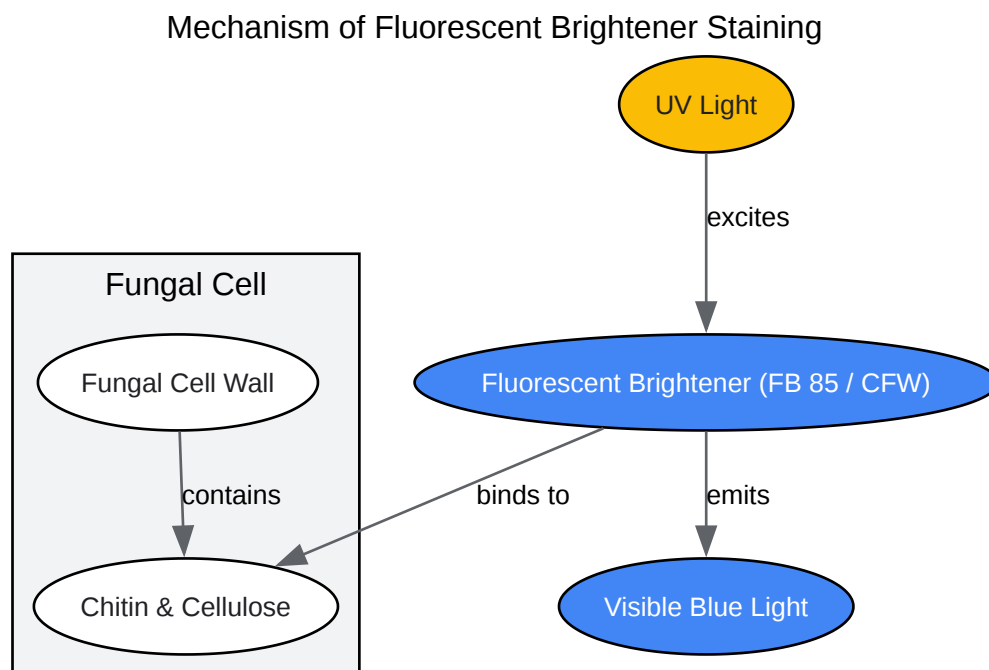 Mechanism of Fluorescent Brightener Staining
UV Light
excites
Fungal Cell
Fungal Cell Wall
Fluorescent Brightener (FB 85 / CFW)
contains
binds to
emits
Chitin & Cellulose
Visible Blue Light